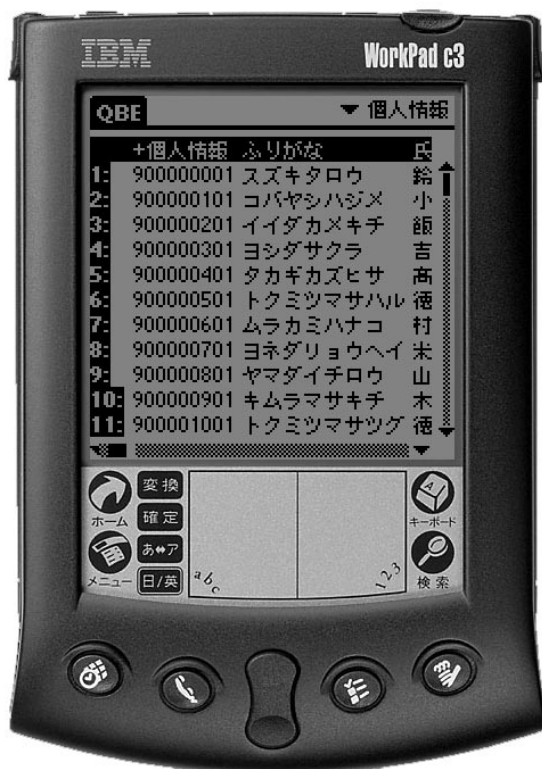 IBM WorkPad c3
QBE ▼ 個人情報
+個人情報 ふりがな 氏
1: 900000001 スズキタロウ 鈴
2: 900000101 コバヤシハジメ 小
3: 900000201 イイダカメキチ 飯
4: 900000301 ヨシダサクラ 吉
5: 900000401 タカギカズヒサ 高
6: 900000501 トクミツマサハル 徳
7: 900000601 ムラカミハナコ 村
8: 900000701 ヨネダリョウヘイ 米
9: 900000801 ヤマダイチロウ 山
10: 900000901 キムラマサキチ 木
11: 900001001 トクミツマサツグ 徳
変換
ホーム 確定 キーボード
あ↔ア
メニュー 日/英 abc 123 検索